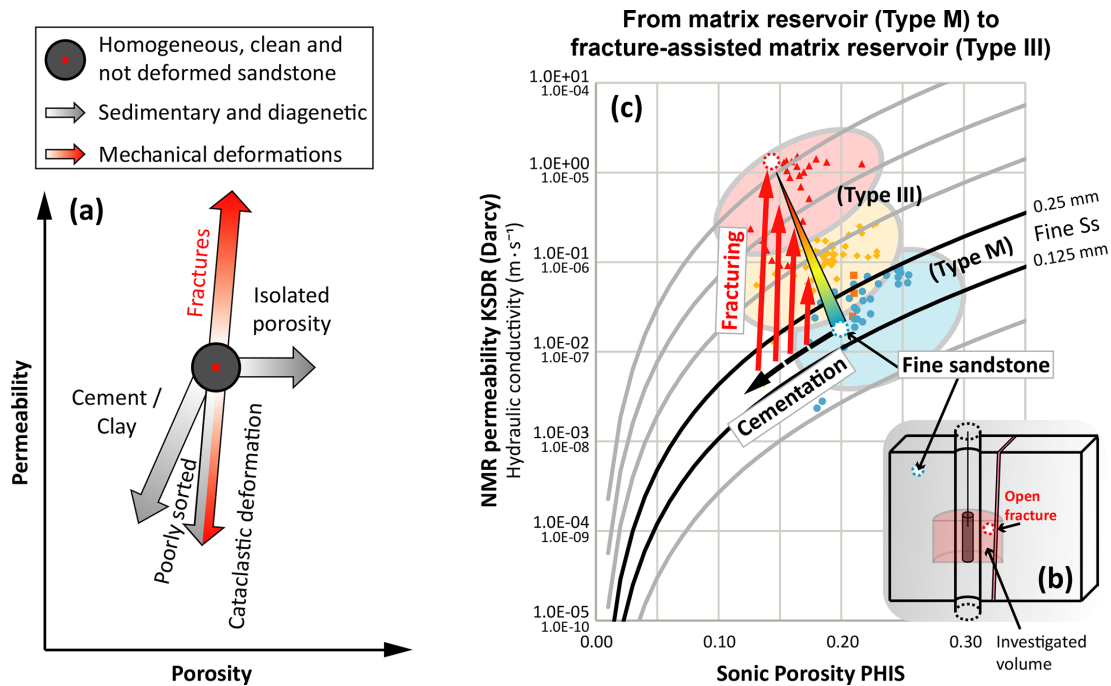 Homogeneous, clean and
not deformed sandstone
Sedimentary and diagenetic
Mechanical deformations
(a)
Fractures
Isolated
porosity
Cement /
Clay
Poorly sorted
Cataclastic deformation
Permeability
Porosity
From matrix reservoir (Type M) to
fracture-assisted matrix reservoir (Type III)
(c)
NMR permeability KSDR (Darcy)
Hydraulic conductivity (m·s⁻¹)
1.0E+01
1.0E-04
1.0E+00
1.0E-05
1.0E-01
1.0E-06
1.0E-02
1.0E-07
1.0E-03
1.0E-08
1.0E-04
1.0E-09
1.0E-05
1.0E-10
0.00
0.10
0.20
0.30
Sonic Porosity PHIS
(Type III)
(Type M)
0.25 mm
Fine Ss
0.125 mm
Fracturing
Cementation
Fine sandstone
Open
fracture
(b)
Investigated
volume